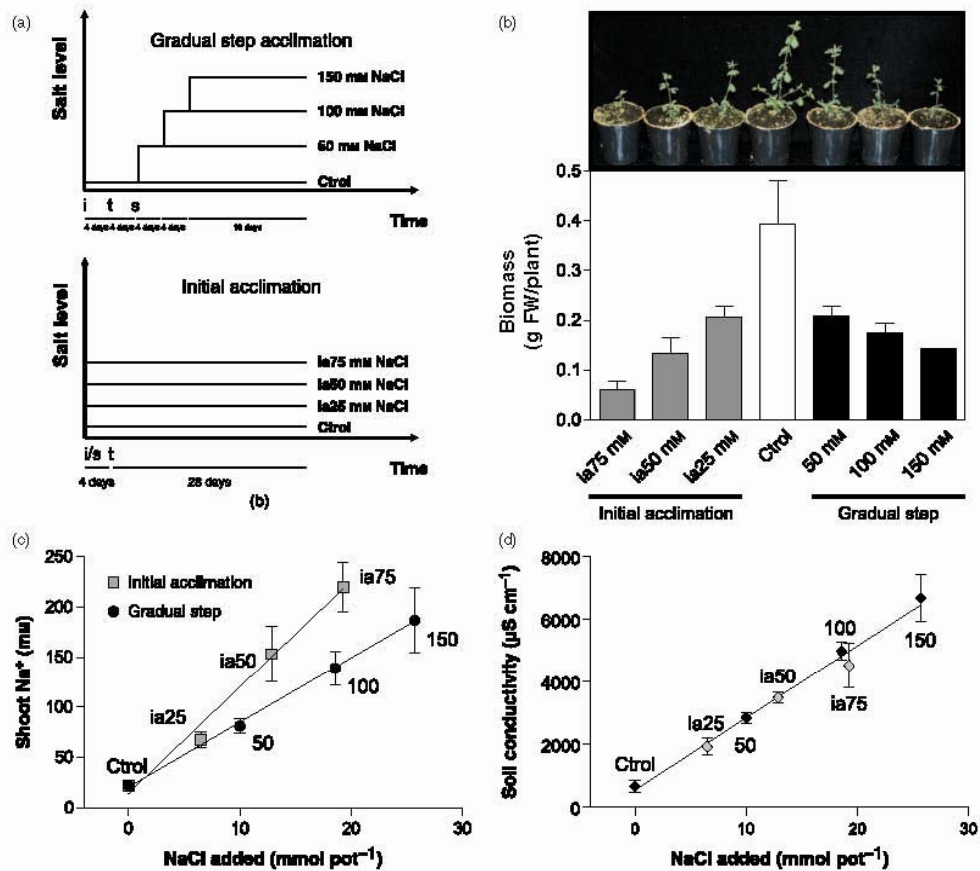 (a)
Gradual step acclimation
Salt level
150 mM NaCl
100 mM NaCl
50 mM NaCl
Ctrol
i t s
4 days 4 days 4 days 4 days 16 days
Time
Initial acclimation
Salt level
ia75 mM NaCl
ia50 mM NaCl
ia25 mM NaCl
Ctrol
i/s t
4 days 28 days
Time
(b)
(b)
Biomass
(g FW/plant)
0.5
0.4
0.3
0.2
0.1
0.0
ia75 mM
ia50 mM
ia25 mM
Ctrol
50 mM
100 mM
150 mM
Initial acclimation
Gradual step
(c)
Shoot Na⁺ (mM)
250
200
150
100
50
0
Initial acclimation
Gradual step
ia75
ia50
ia25
150
100
50
Ctrol
0 10 20 30
NaCl added (mmol pot⁻¹)
(d)
Soil conductivity (µS cm⁻¹)
8000
6000
4000
2000
0
100
150
ia50
ia75
ia25
50
Ctrol
0 10 20 30
NaCl added (mmol pot⁻¹)